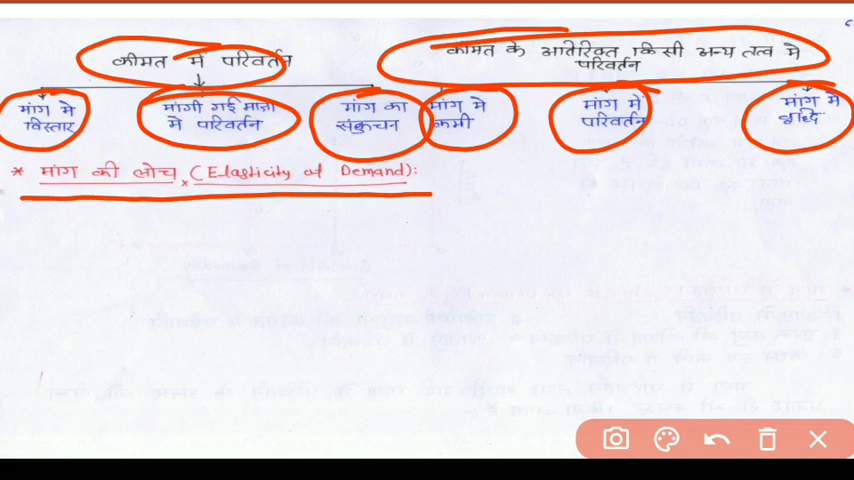 कीमत में परिवर्तन
कीमत के अतिरिक्त किसी अन्य तत्व में
परिवर्तन
मांग में विस्तार
मांगी गई मात्रा में परिवर्तन
मांग का संकुचन
मांग में कमी
मांग में परिवर्तन
मांग में वृद्धि
* मांग की लोच (Elasticity of Demand):